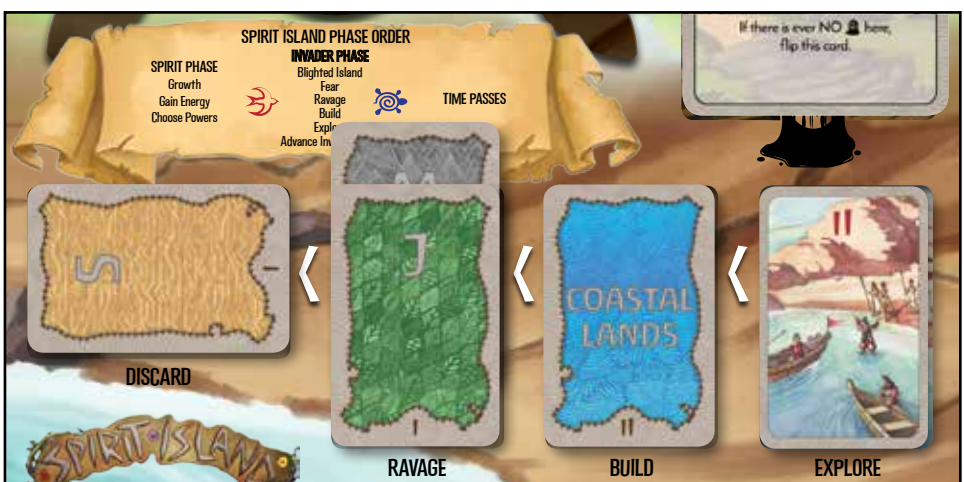 SPIRIT ISLAND PHASE ORDER
SPIRIT PHASE
Growth
Gain Energy
Choose Powers
INVADER PHASE
Blighted Island
Fear
Ravage
Build
TIME PASSES
If there is ever NO here,
flip this card.
S
I
DISCARD
J
I
RAVAGE
COASTAL
LANDS
II
BUILD
II
EXPLORE
SPIRIT ISLAND